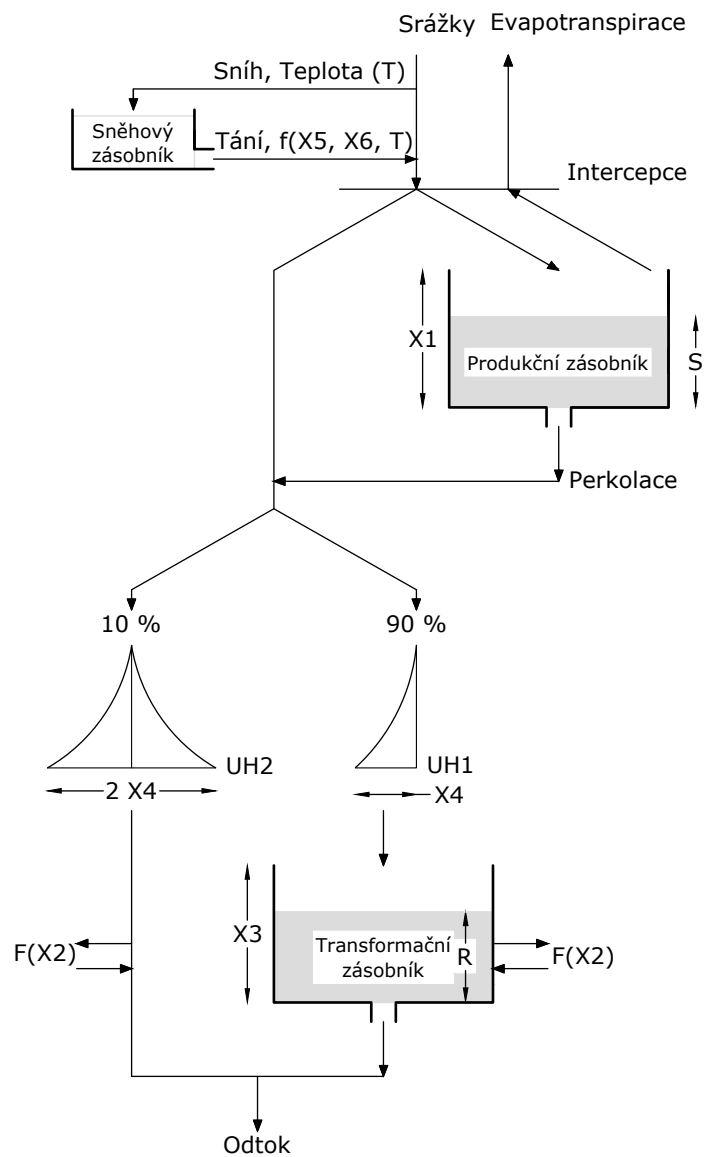 Srážky Evapotranspirace
Sníh, Teplota (T)
Sněhový
zásobník
Tání, f(X5, X6, T)
Intercepce
X1
Produkční zásobník
S
Perkolace
10 %
90 %
UH2
UH1
2 X4
X4
X3
F(X2)
Transformační
zásobník
R
F(X2)
Odtok